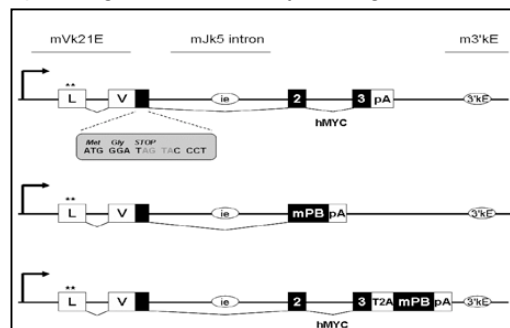 mVk21E mJk5 intron m3'kE
** L V ie 2 3 pA 3'kE
hMYC
Met Gly STOP
ATG GGA TAG TAC CCT
** L V ie mPB pA 3'kE
** L V ie 2 3 T2A mPB pA 3'kE
hMYC